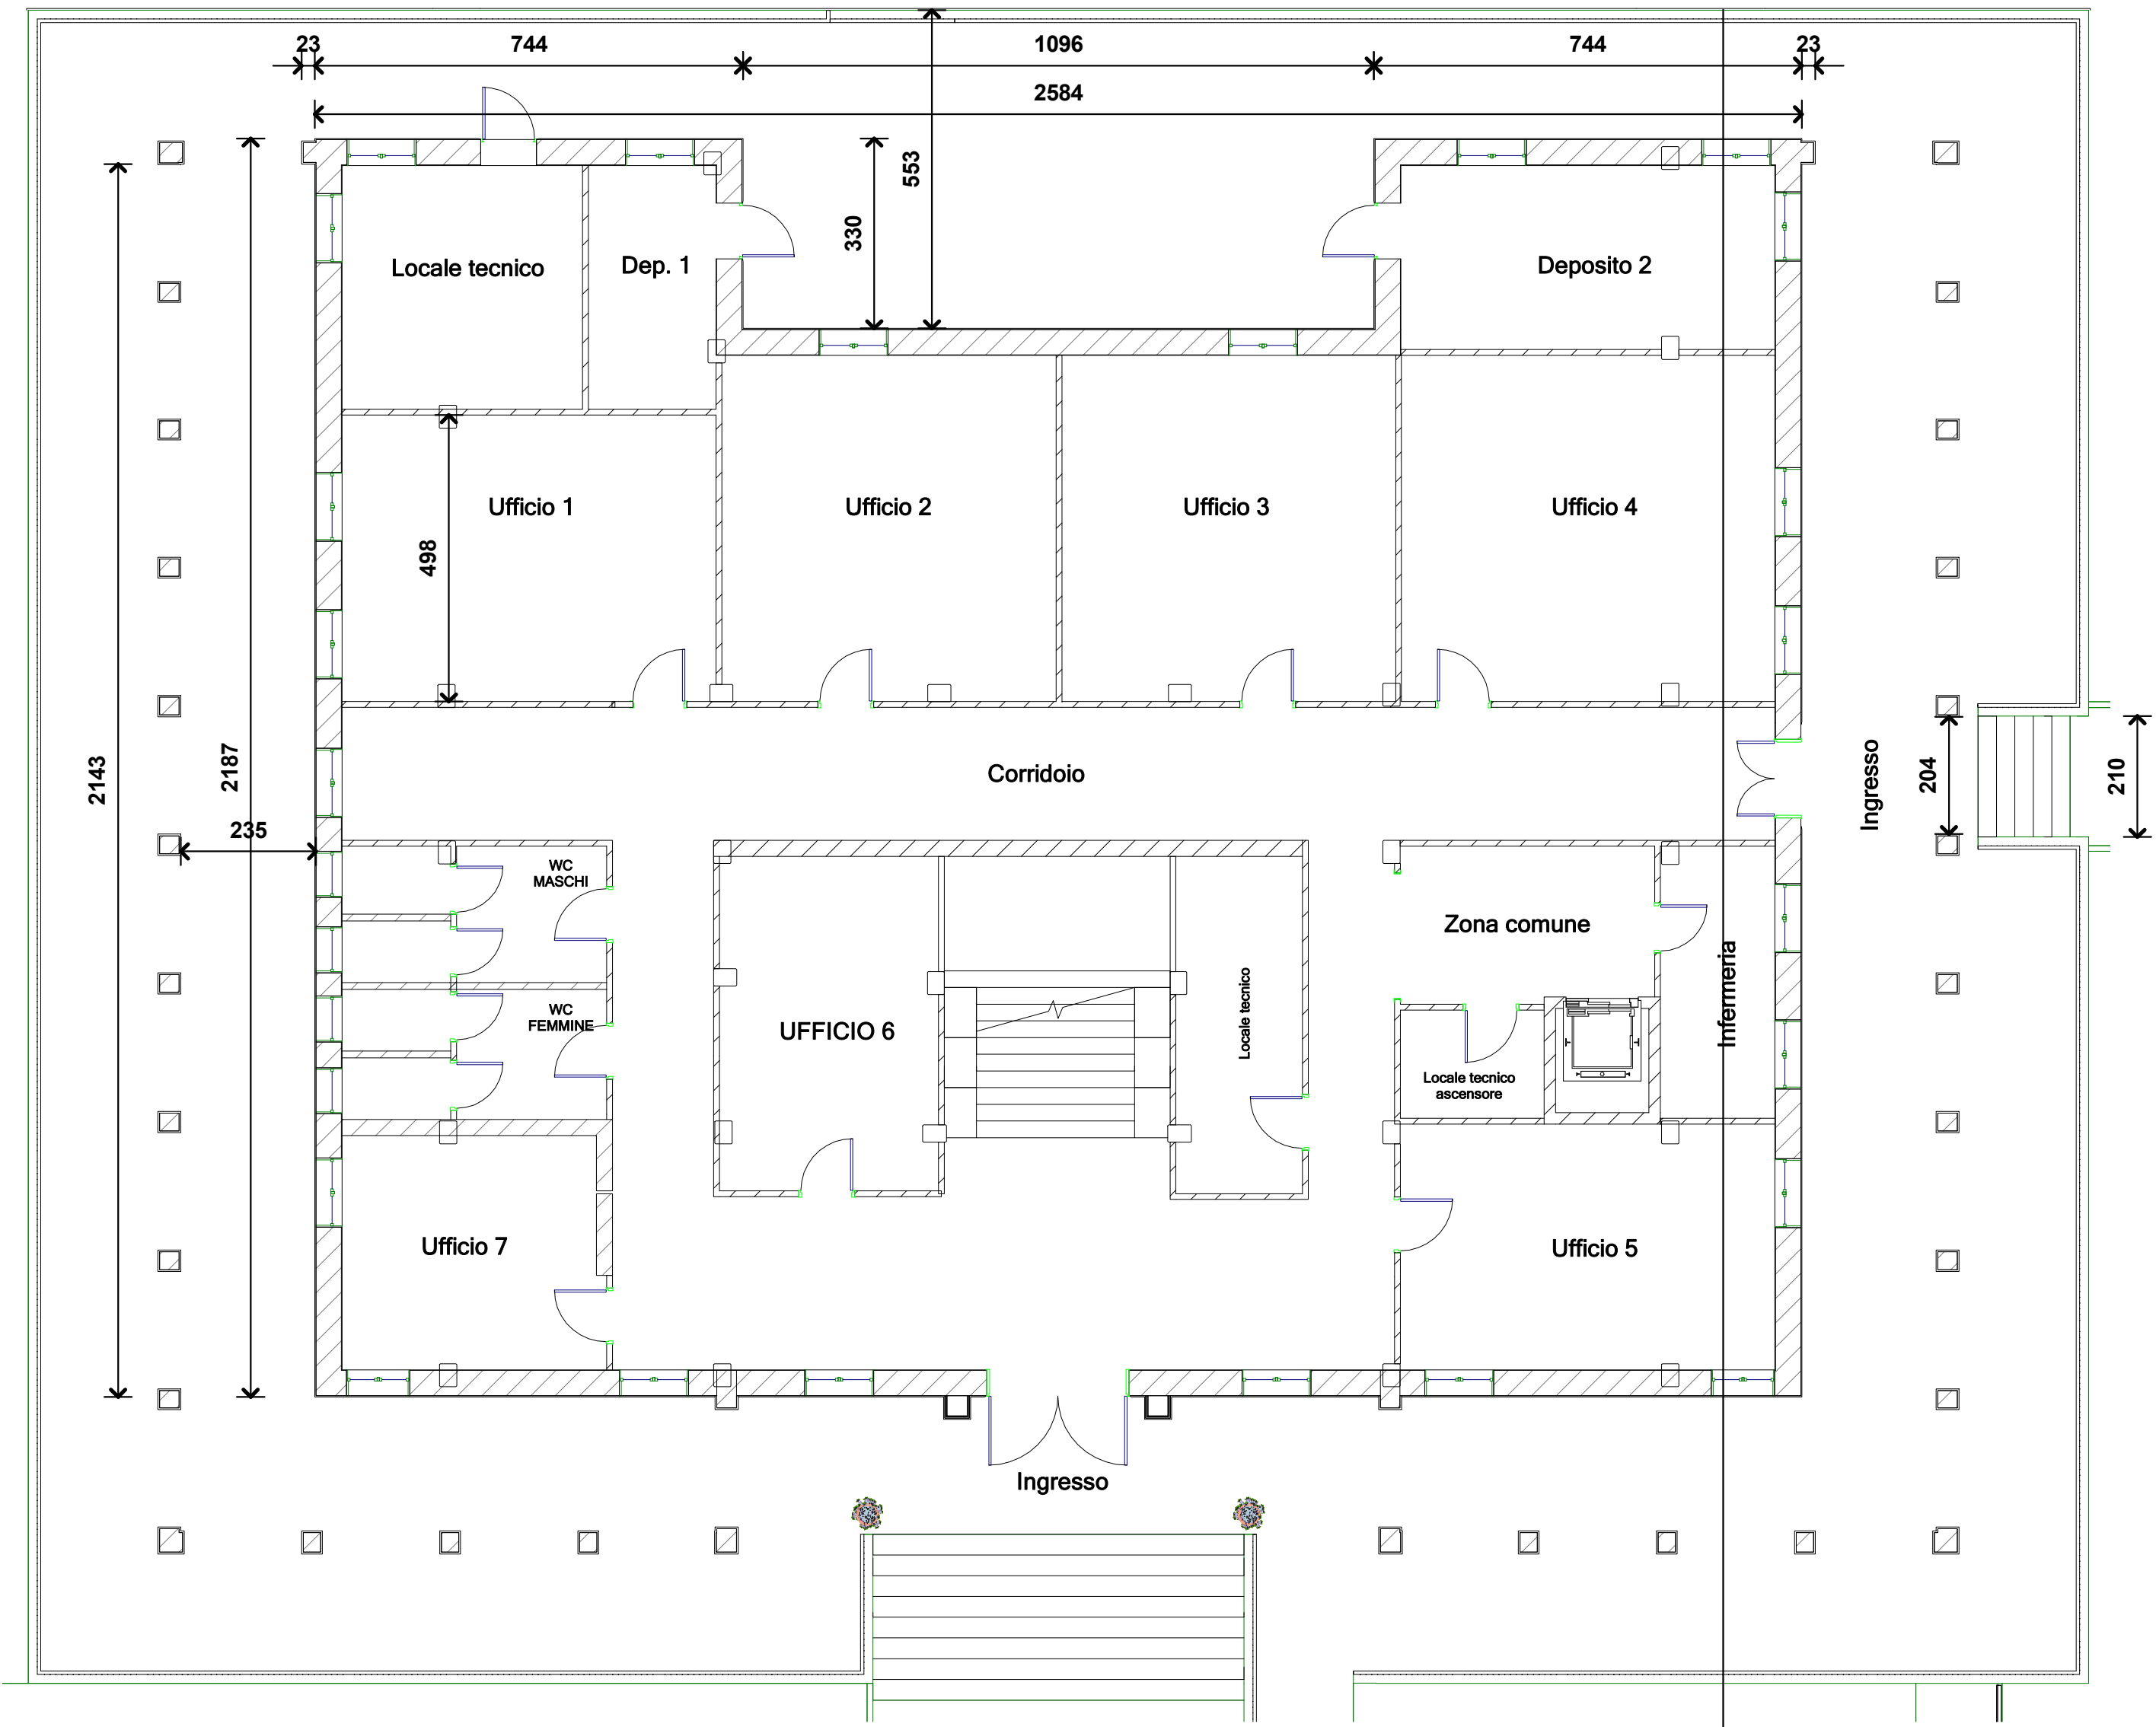 23
744
1096
744
23
2584
553
330
Locale tecnico
Dep. 1
Deposito 2
Ufficio 1
Ufficio 2
Ufficio 3
Ufficio 4
498
2143
2187
235
Corridoio
Ingresso
204
210
WC
MASCHI
WC
FEMMINE
UFFICIO 6
Locale tecnico
Zona comune
Infermeria
Locale tecnico
ascensore
Ufficio 7
Ufficio 5
Ingresso